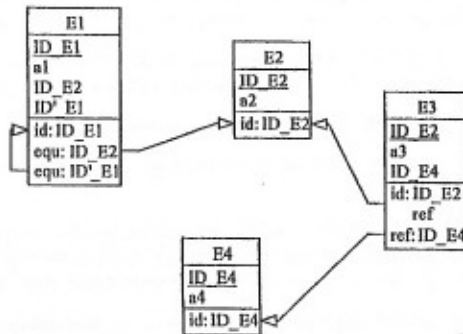 E1
ID_E1
a1
ID_E2
ID'_E1
id: ID_E1
equ: ID_E2
equ: ID'_E1
E2
ID_E2
a2
id: ID_E2
E3
ID_E2
a3
ID_E4
id: ID_E2
ref
ref: ID_E4
E4
ID_E4
a4
id: ID_E4